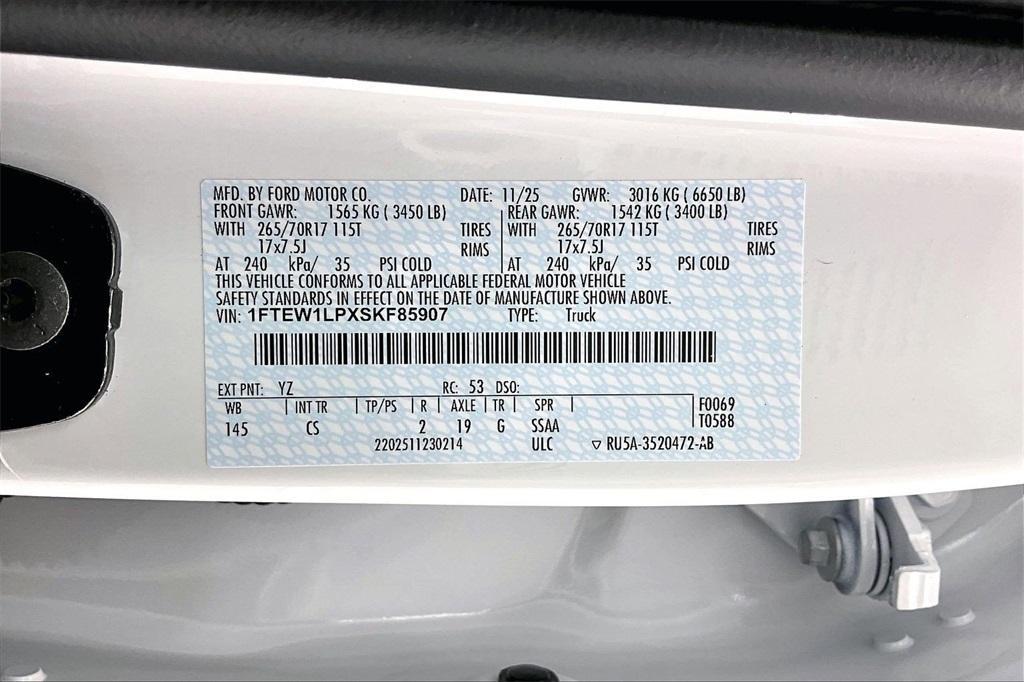 MFD. BY FORD MOTOR CO. DATE: 11/25 GVWR: 3016 KG ( 6650 LB)
FRONT GAWR: 1565 KG ( 3450 LB) REAR GAWR: 1542 KG ( 3400 LB)
WITH 265/70R17 115T TIRES WITH 265/70R17 115T TIRES
17x7.5J RIMS 17x7.5J RIMS
AT 240 kPa/ 35 PSI COLD AT 240 kPa/ 35 PSI COLD
THIS VEHICLE CONFORMS TO ALL APPLICABLE FEDERAL MOTOR VEHICLE
SAFETY STANDARDS IN EFFECT ON THE DATE OF MANUFACTURE SHOWN ABOVE.
VIN: 1FTEW1LPXSKF85907 TYPE: Truck
EXT PNT: YZ RC: 53 DSO:
WB INT TR TP/PS R AXLE TR SPR F0069
145 CS 2 19 G SSAA T0588
2202511230214 ULC ▽ RU5A-3520472-AB